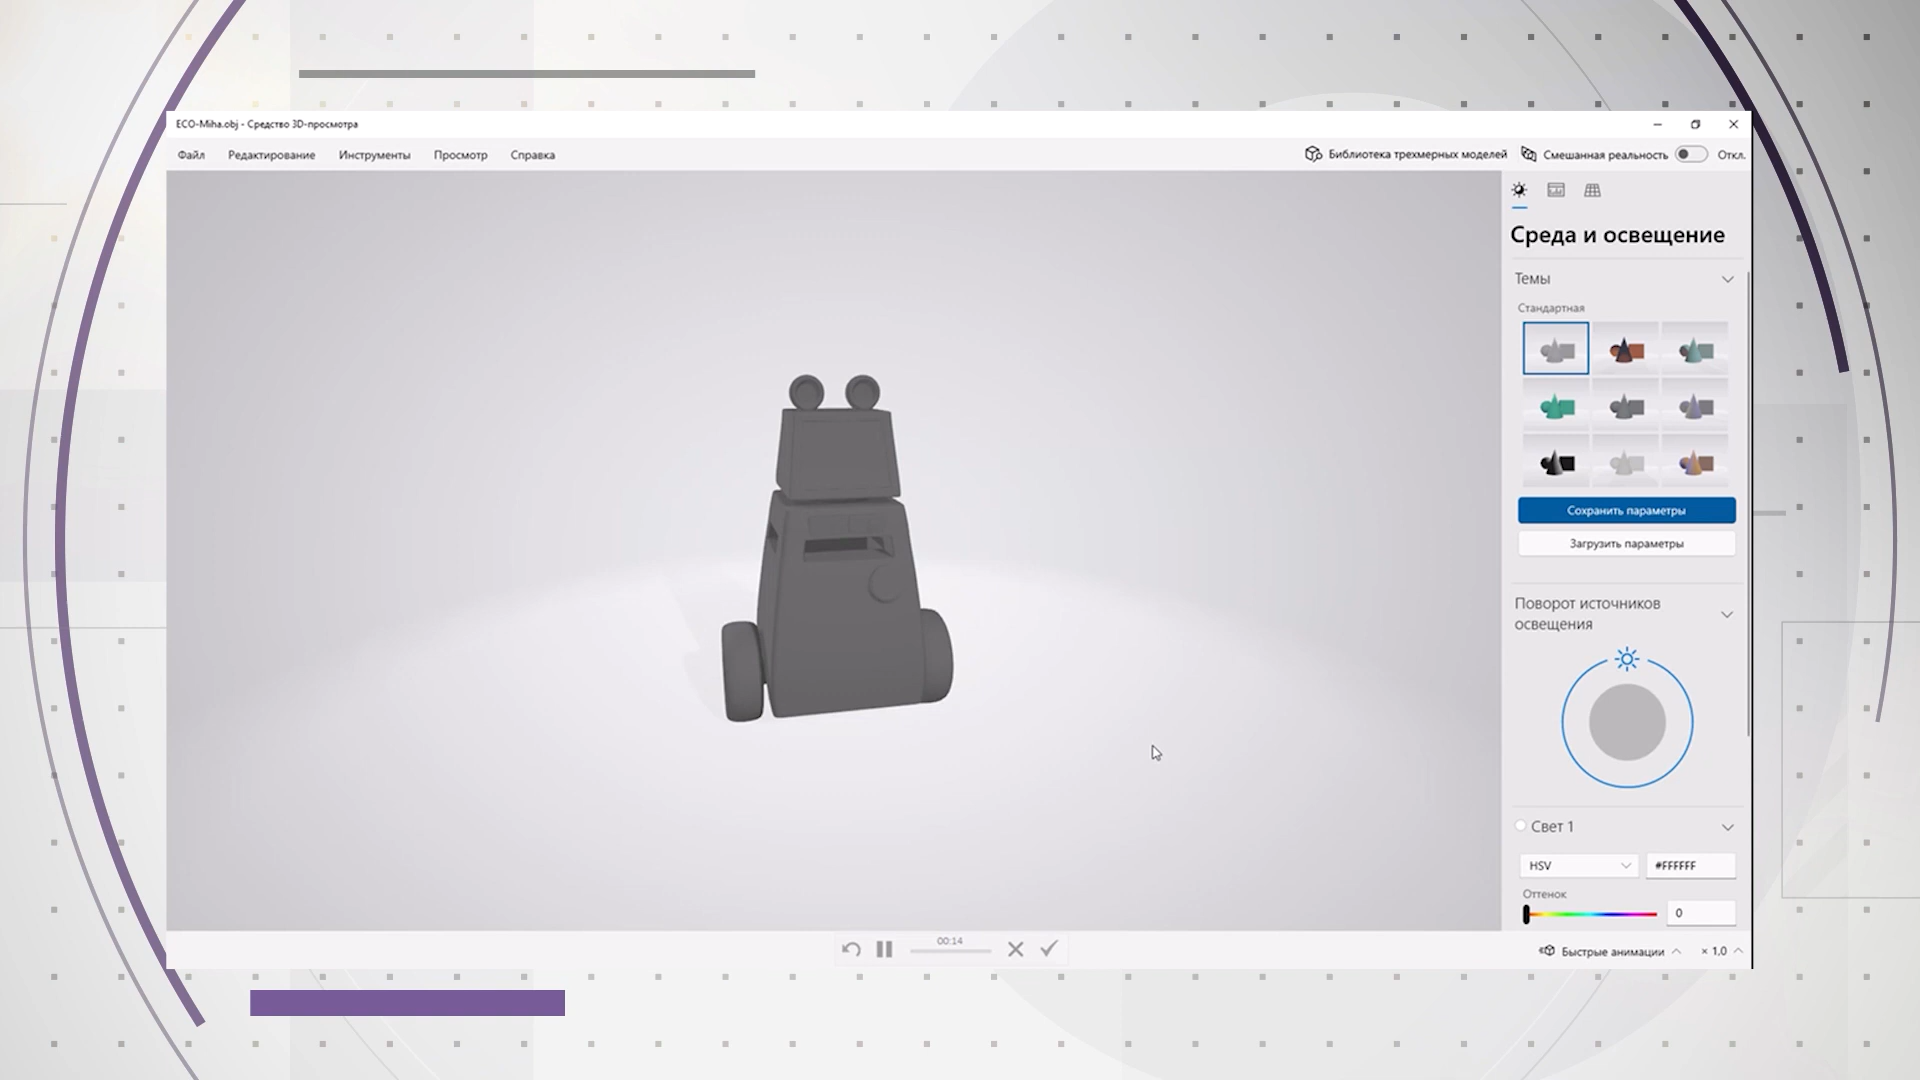 ECO-Miha.obj - Средство 3D-просмотра
Файл Редактирование Инструменты Просмотр Справка
Библиотека трехмерных моделей Смешанная реальность Откл.
Среда и освещение
Темы
Стандартная
Сохранить параметры
Загрузить параметры
Поворот источников
освещения
Свет 1
HSV #FFFFFF
Оттенок
0
00:14
Быстрые анимации × 1.0